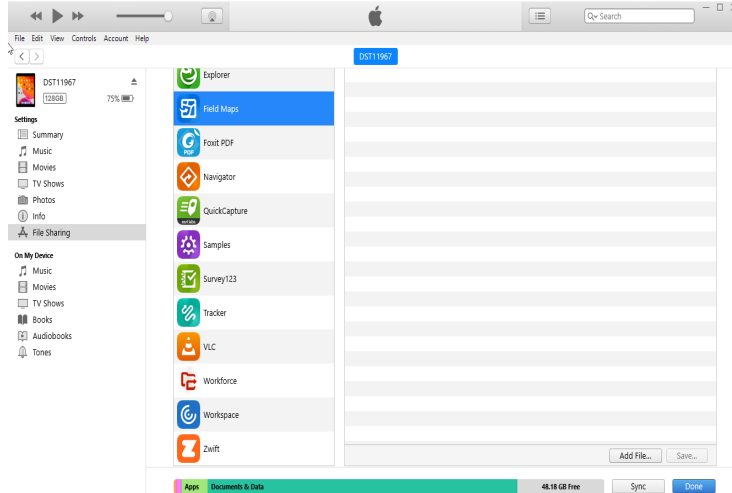 Search
File Edit View Controls Account Help
DST11967
DST11967
128GB 75%
Settings
Summary
Music
Movies
TV Shows
Photos
Info
File Sharing
On My Device
Music
Movies
TV Shows
Books
Audiobooks
Tones
Explorer
Field Maps
PDF
Foxit PDF
Navigator
QuickCapture
Samples
Survey123
Tracker
VLC
Workforce
Workspace
Zwift
Add File... Save...
Apps Documents & Data 48.18 GB Free Sync Done